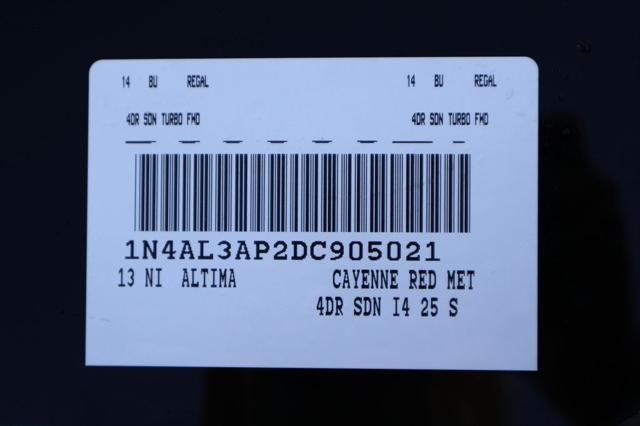 14 BU REGAL 14 BU REGAL
4DR SDN TURBO FWD 4DR SDN TURBO FWD
1N4AL3AP2DC905021
13 NI ALTIMA CAYENNE RED MET
4DR SDN I4 25 S